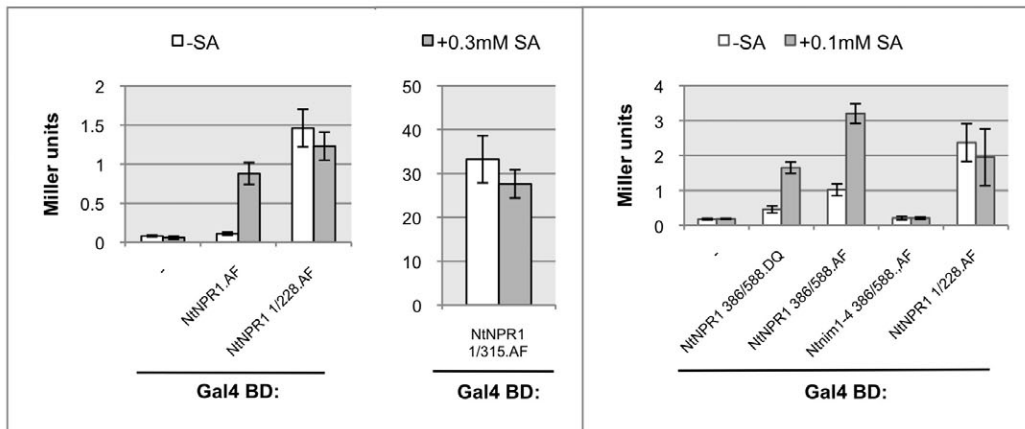 -SA
+0.3mM SA
-SA
+0.1mM SA
Miller units
2
1.5
1
0.5
0
-
NtNPR1.AF
NtNPR1 1/228.AF
Gal4 BD:
50
40
30
20
10
0
NtNPR1
1/315.AF
Gal4 BD:
Miller units
4
3
2
1
0
-
NtNPR1 386/588.DQ
NtNPR1 386/588.AF
Ntnim1-4 386/588..AF
NtNPR1 1/228.AF
Gal4 BD: